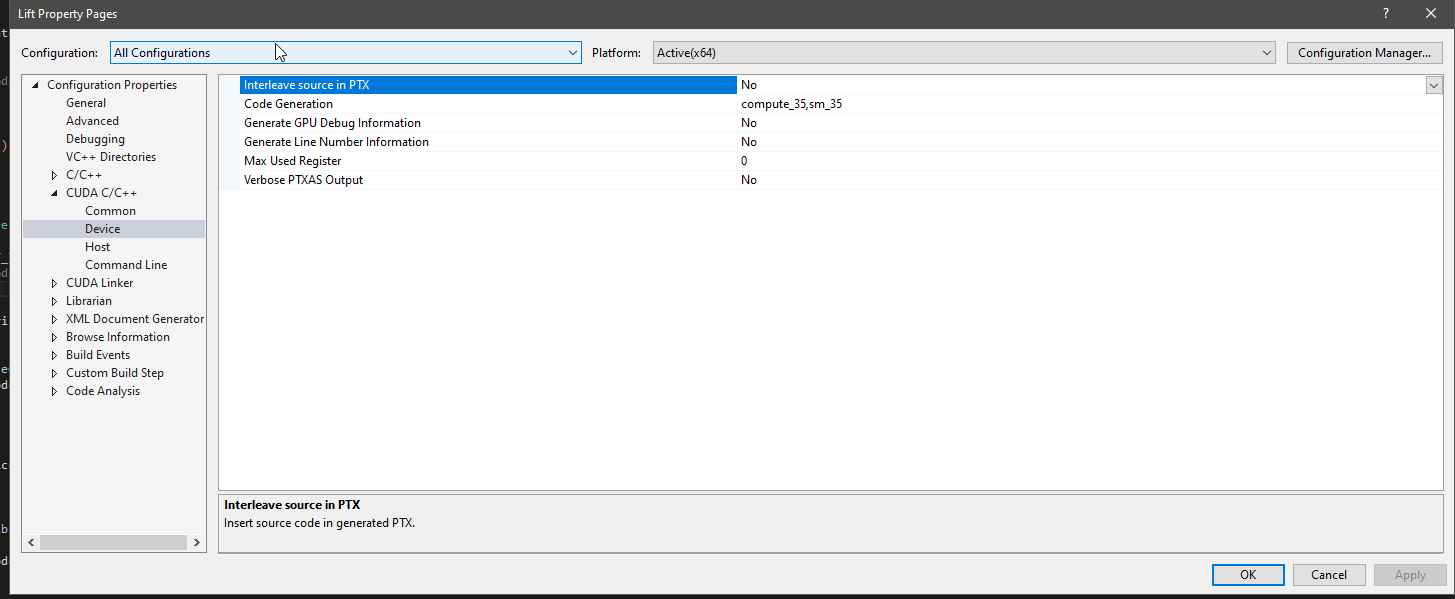 Lift Property Pages
?
Configuration: All Configurations Platform: Active(x64) Configuration Manager...
Configuration Properties
General
Advanced
Debugging
VC++ Directories
C/C++
CUDA C/C++
Common
Device
Host
Command Line
CUDA Linker
Librarian
XML Document Generator
Browse Information
Build Events
Custom Build Step
Code Analysis
Interleave source in PTX No
Code Generation compute_35,sm_35
Generate GPU Debug Information No
Generate Line Number Information No
Max Used Register 0
Verbose PTXAS Output No
Interleave source in PTX
Insert source code in generated PTX.
OK Cancel Apply